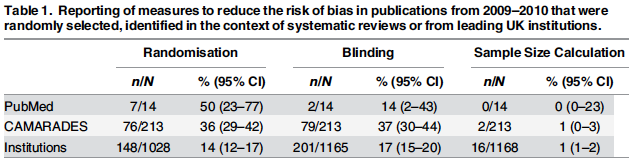 Table 1. Reporting of measures to reduce the risk of bias in publications from 2009–2010 that were
randomly selected, identified in the context of systematic reviews or from leading UK institutions.
Randomisation Blinding Sample Size Calculation
n/N % (95% CI) n/N % (95% CI) n/N % (95% CI)
PubMed 7/14 50 (23–77) 2/14 14 (2–43) 0/14 0 (0–23)
CAMARADES 76/213 36 (29–42) 79/213 37 (30–44) 2/213 1 (0–3)
Institutions 148/1028 14 (12–17) 201/1165 17 (15–20) 16/1168 1 (1–2)